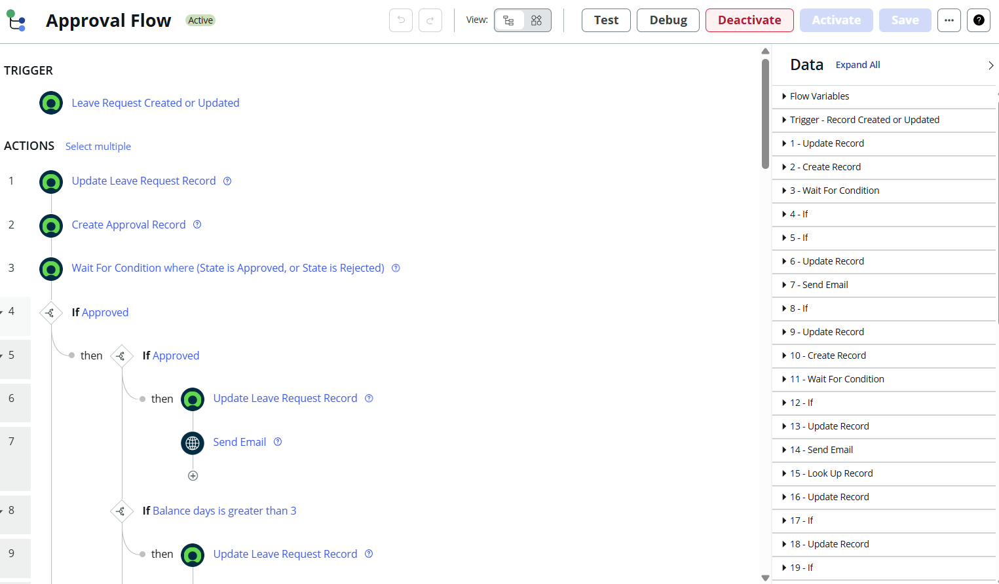 Approval Flow Active View: Test Debug Deactivate Activate Save ?
TRIGGER
Leave Request Created or Updated
ACTIONS Select multiple
1 Update Leave Request Record ?
2 Create Approval Record ?
3 Wait For Condition where (State is Approved, or State is Rejected) ?
4 If Approved
5 then If Approved
6 then Update Leave Request Record ?
7 Send Email ?
8 If Balance days is greater than 3
9 then Update Leave Request Record ?
Data Expand All
Flow Variables
Trigger - Record Created or Updated
1 - Update Record
2 - Create Record
3 - Wait For Condition
4 - If
5 - If
6 - Update Record
7 - Send Email
8 - If
9 - Update Record
10 - Create Record
11 - Wait For Condition
12 - If
13 - Update Record
14 - Send Email
15 - Look Up Record
16 - Update Record
17 - If
18 - Update Record
19 - If